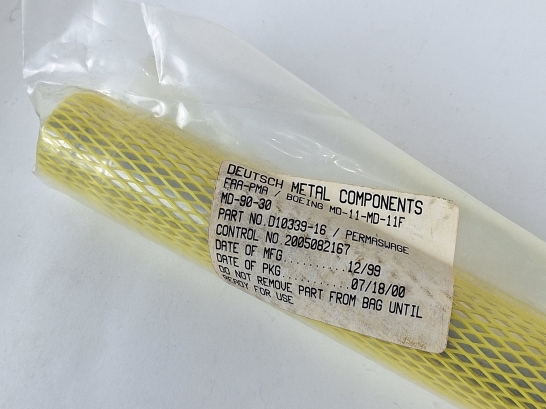 DEUTSCH METAL COMPONENTS
FAA-PMA / BOEING MD-11-MD-11F
MD-90-30
PART NO.D10339-16 / PERMASWAGE
CONTROL NO.2005082167
DATE OF MFG..........12/99
DATE OF PKG..........07/18/00
DO NOT REMOVE PART FROM BAG UNTIL
READY FOR USE